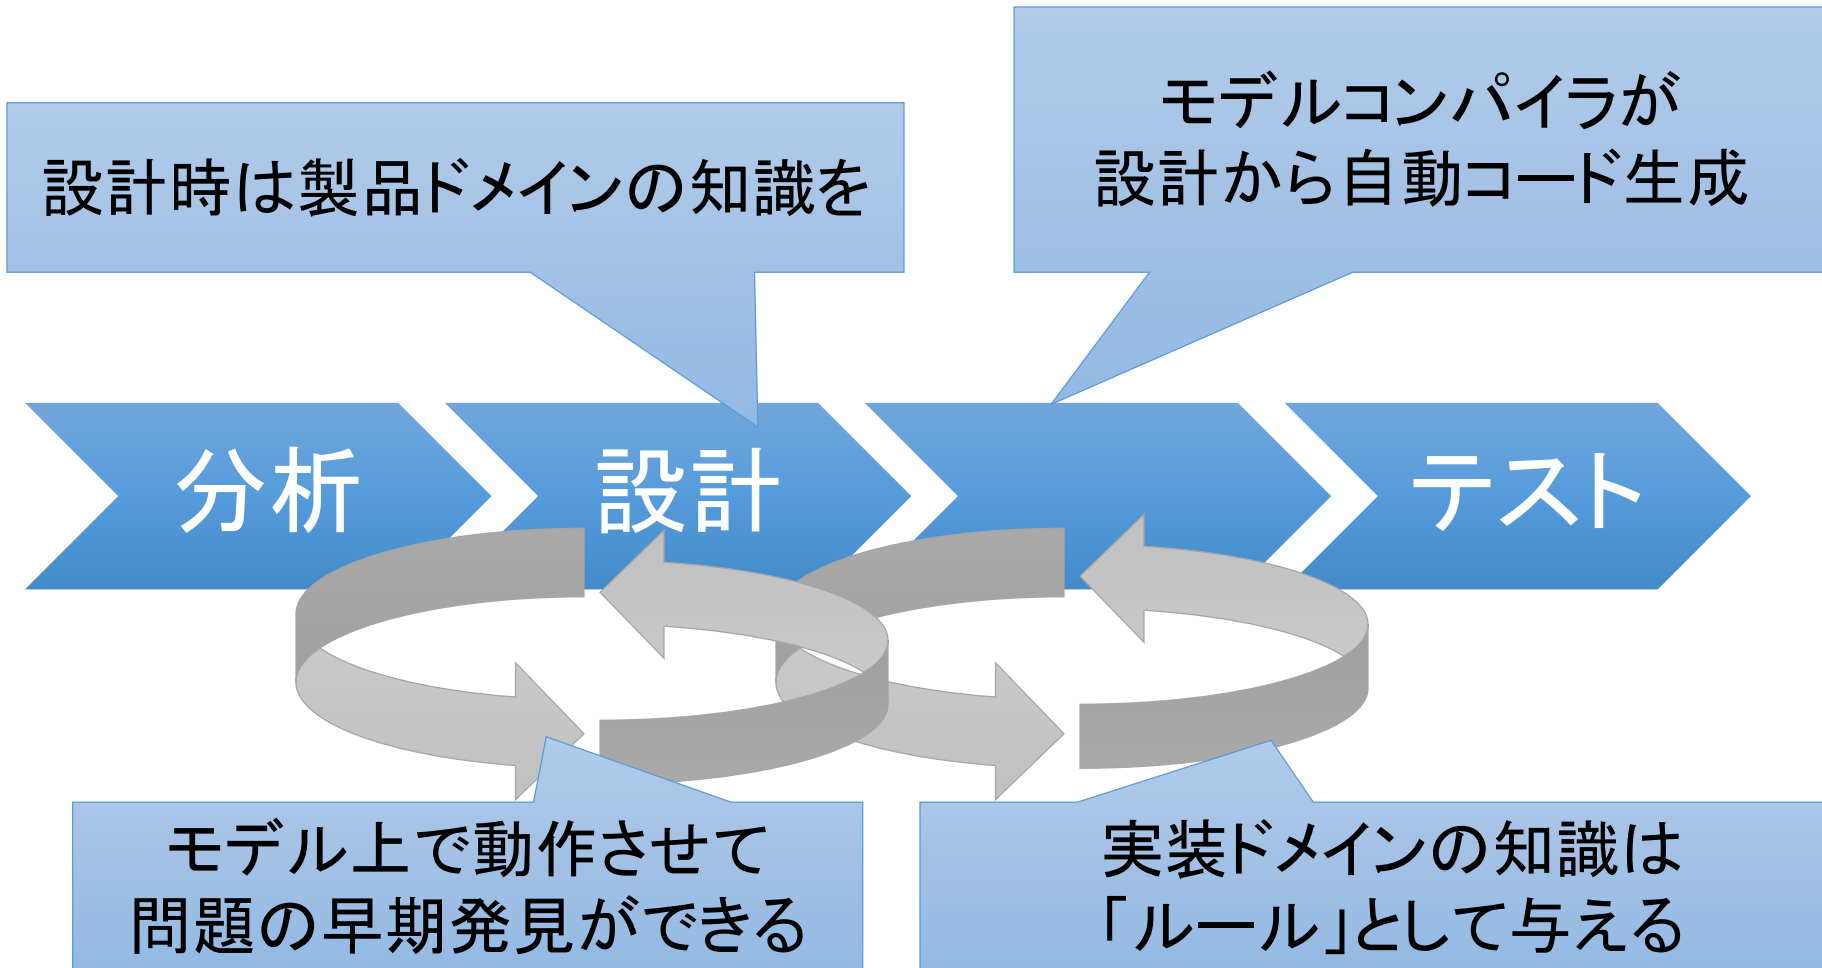 モデルコンパイラが
設計から自動コード生成
設計時は製品ドメインの知識を
分析
設計
テスト
モデル上で動作させて
問題の早期発見ができる
実装ドメインの知識は
「ルール」として与える